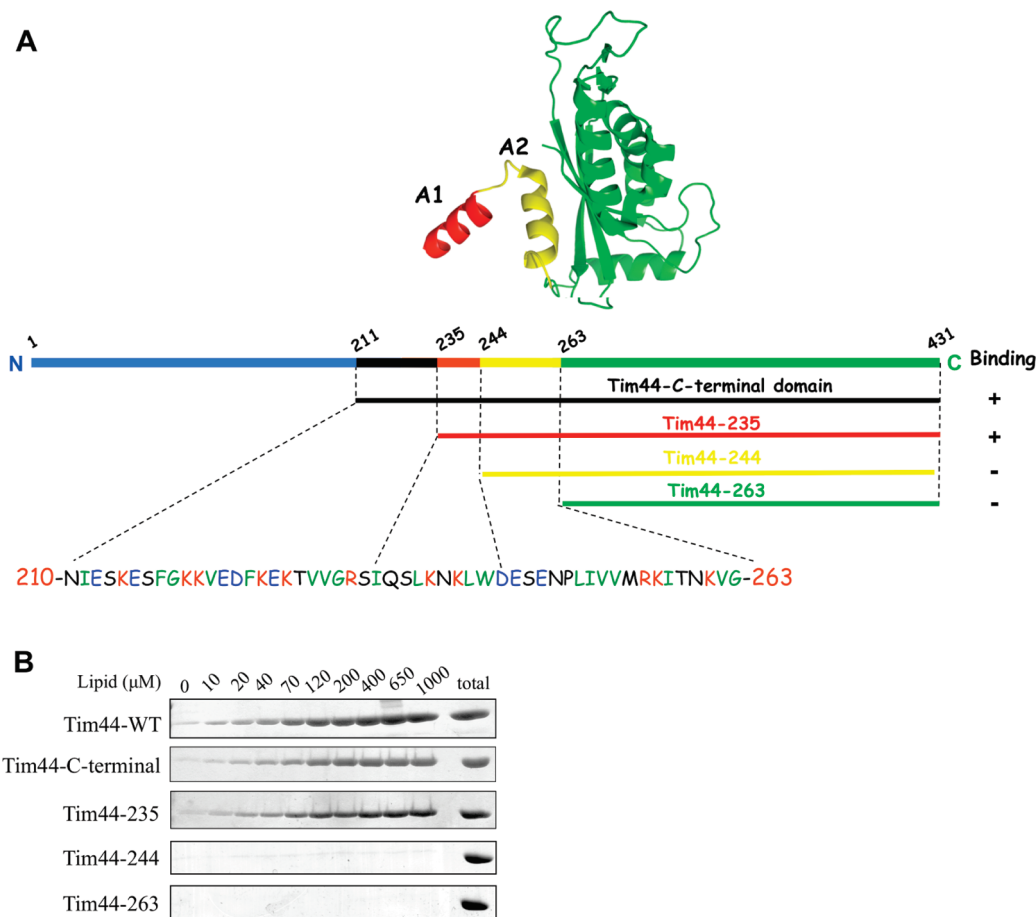 A
A2
A1
1 211 235 244 263 431
N C Binding
Tim44-C-terminal domain +
Tim44-235 +
Tim44-244 -
Tim44-263 -
210-NIESKESFGKKVEDFKEKTVVGRSIQSLKNKLWDESENPLIVVMRKITNKVG-263
B
Lipid (µM) 0 10 20 40 70 120 200 400 650 1000 total
Tim44-WT
Tim44-C-terminal
Tim44-235
Tim44-244
Tim44-263